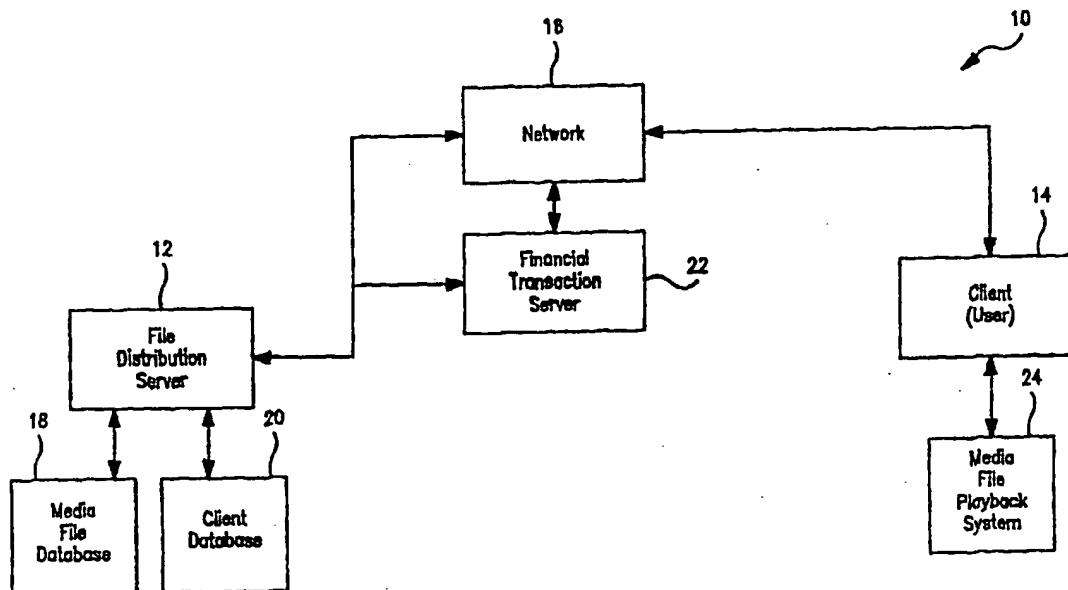 10
16
Network
14
12
Financial
Transaction
Server
22
Client
(User)
File
Distribution
Server
24
18
20
Media
File
Playback
System
Media
File
Database
Client
Database